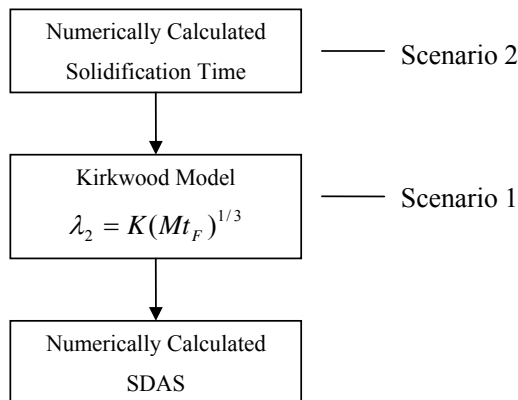 Numerically Calculated
Solidification Time
Scenario 2
Kirkwood Model
λ₂ = K(Mt_F)^{1/3}
Scenario 1
Numerically Calculated
SDAS